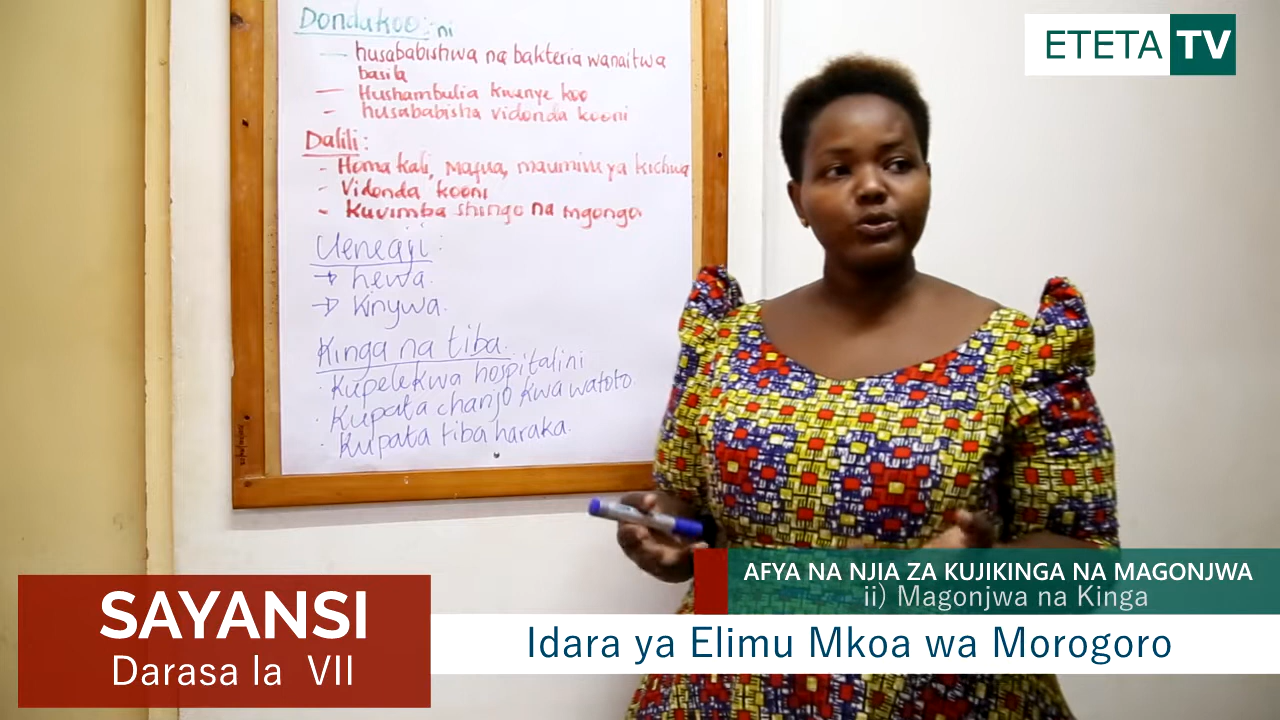 Dondakoo: ni
— husababishwa na bakteria wanaitwa
basila
— Hushambulia kwenye koo
- husababisha vidonda kooni
Dalili:
- Homa kali, Mafua, maumivu ya kichwa
- Vidonda kooni
- Kuvimba shingo na mgongo
Ueneaji:
→ hewa.
→ Kinywa.
Kinga na tiba.
· Kupelekwa hospitalini
· Kupata chanjo kwa watoto
· Kupata tiba haraka.
ETETA TV
AFYA NA NJIA ZA KUJIKINGA NA MAGONJWA
ii) Magonjwa na Kinga
SAYANSI
Darasa la VII
Idara ya Elimu Mkoa wa Morogoro